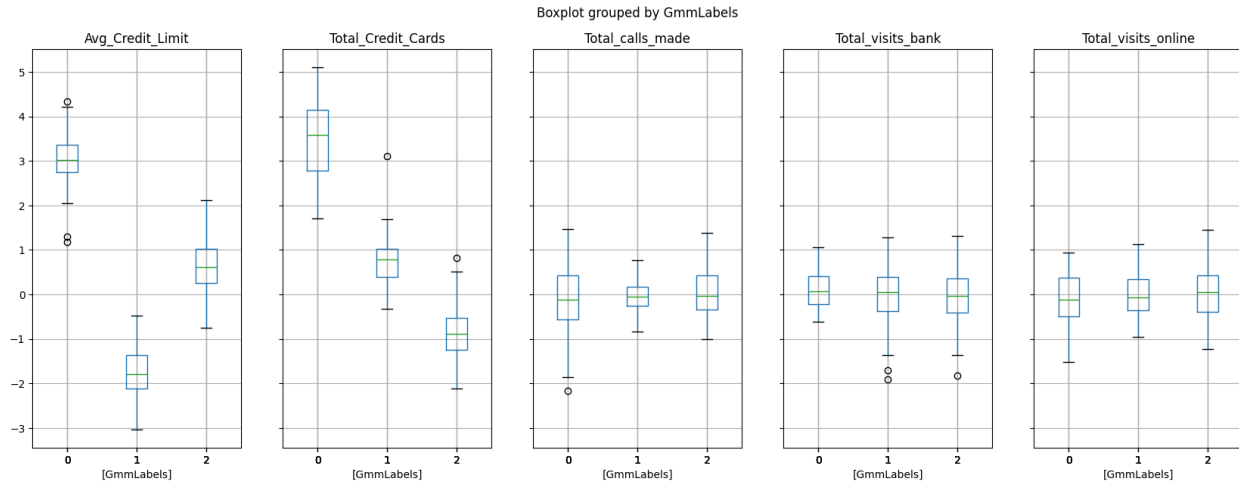 Boxplot grouped by GmmLabels
Avg_Credit_Limit
Total_Credit_Cards
Total_calls_made
Total_visits_bank
Total_visits_online
5
4
3
2
1
0
−1
−2
−3
0 1 2
[GmmLabels]
0 1 2
[GmmLabels]
0 1 2
[GmmLabels]
0 1 2
[GmmLabels]
0 1 2
[GmmLabels]